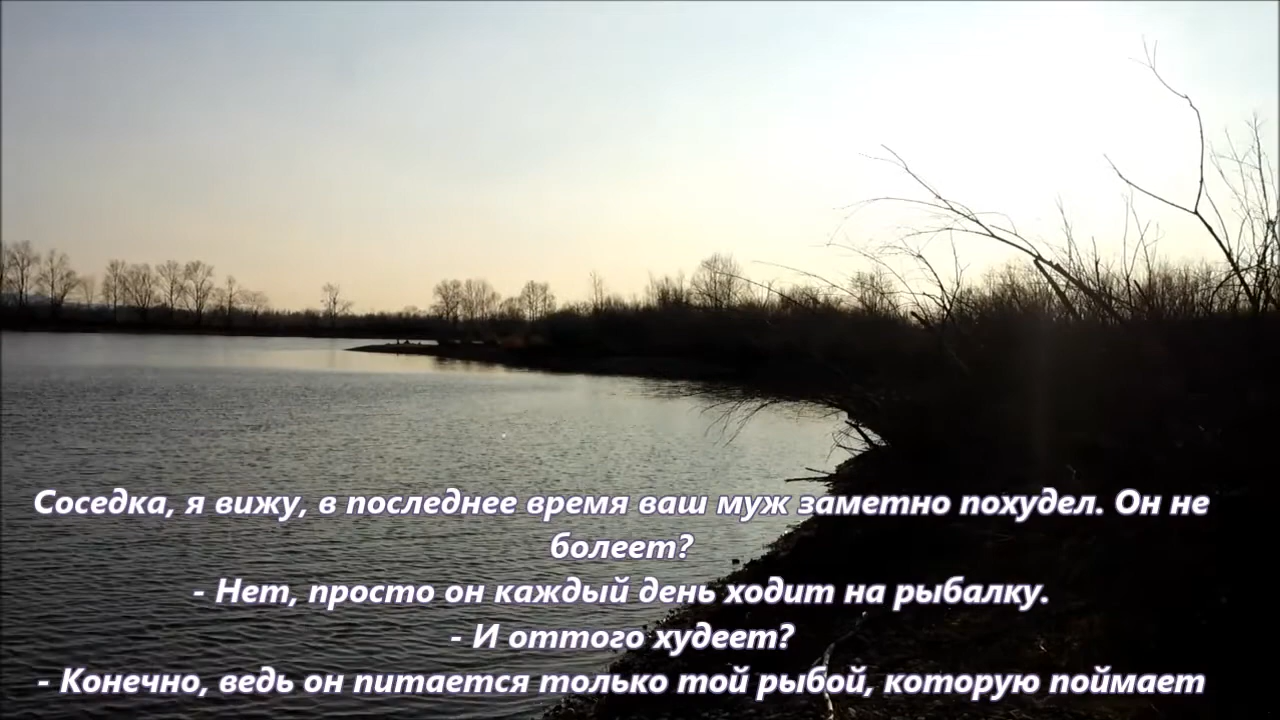 Соседка, я вижу, в последнее время ваш муж заметно похудел. Он не
болеет?
- Нет, просто он каждый день ходит на рыбалку.
- И оттого худеет?
- Конечно, ведь он питается только той рыбой, которую поймает